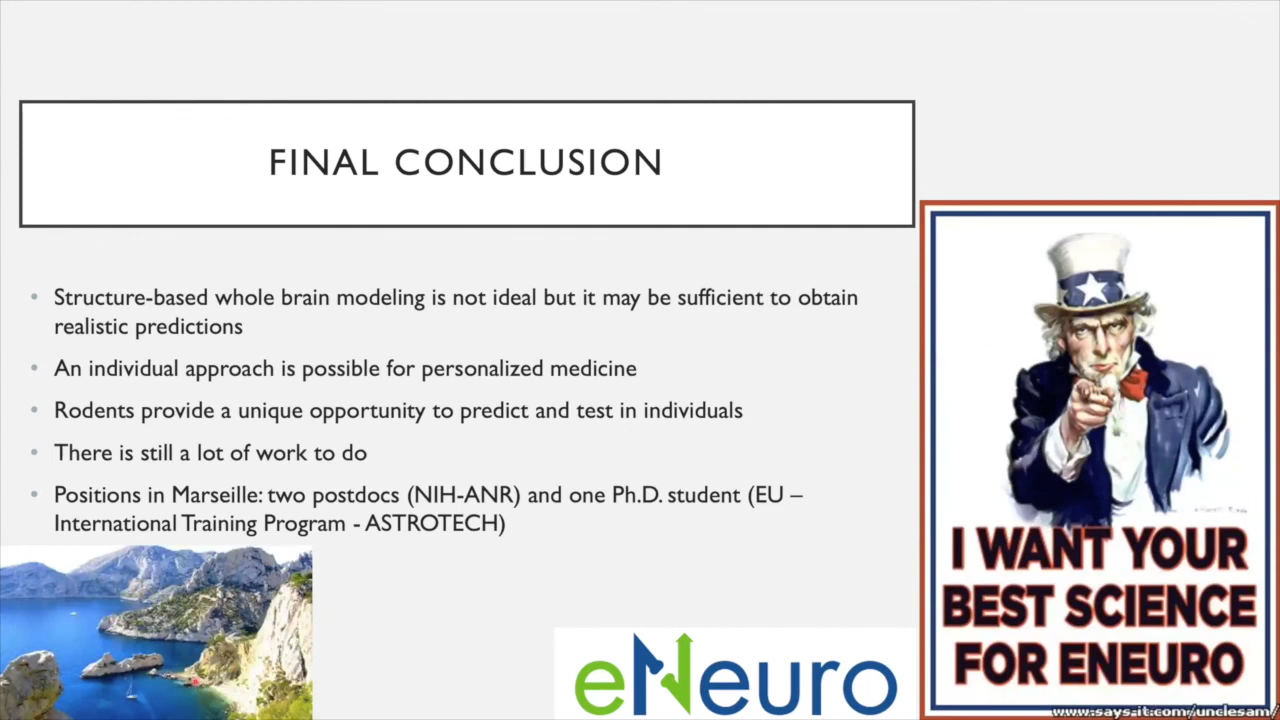 FINAL CONCLUSION
• Structure-based whole brain modeling is not ideal but it may be sufficient to obtain
realistic predictions
• An individual approach is possible for personalized medicine
• Rodents provide a unique opportunity to predict and test in individuals
• There is still a lot of work to do
• Positions in Marseille: two postdocs (NIH-ANR) and one Ph.D. student (EU –
International Training Program - ASTROTECH)
eNeuro
I WANT YOUR
BEST SCIENCE
FOR ENEURO
www.says-it.com/unclesam/